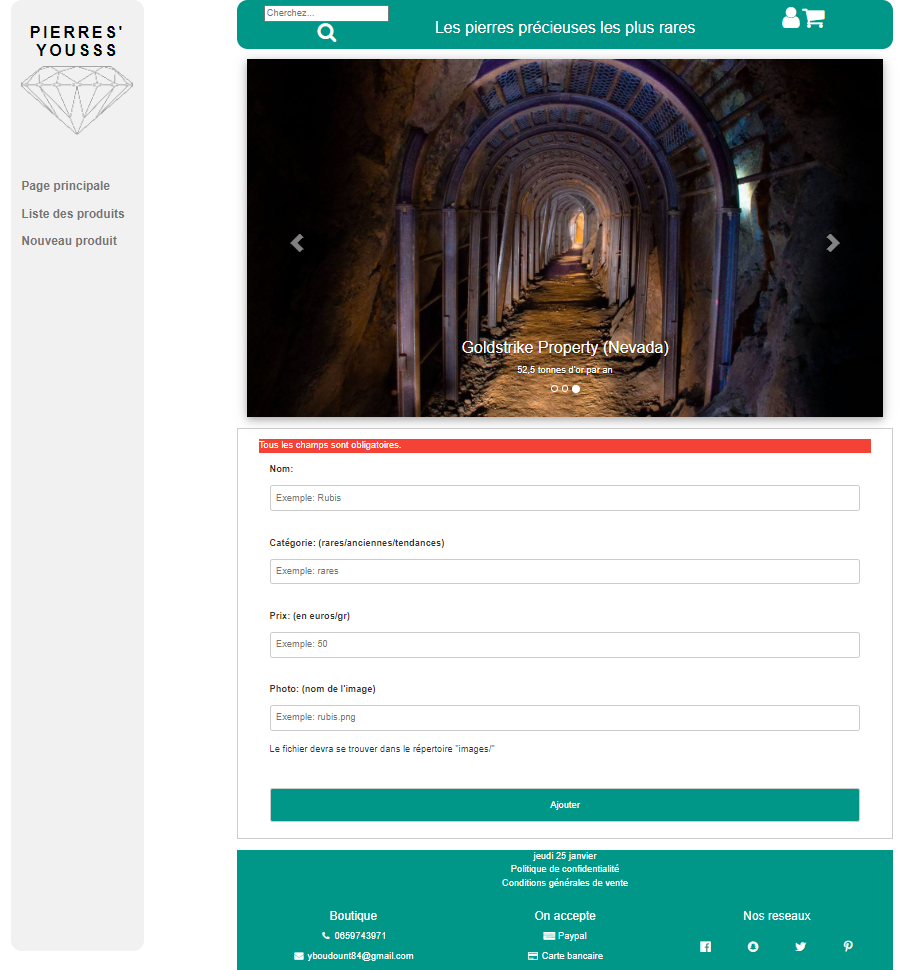 PIERRES'
YOUSSS
Page principale
Liste des produits
Nouveau produit
Cherchez...
Les pierres précieuses les plus rares
Goldstrike Property (Nevada)
52,5 tonnes d'or par an
Tous les champs sont obligatoires.
Nom:
Exemple: Rubis
Catégorie: (rares/anciennes/tendances)
Exemple: rares
Prix: (en euros/gr)
Exemple: 50
Photo: (nom de l'image)
Exemple: rubis.png
Le fichier devra se trouver dans le répertoire "images/"
Ajouter
jeudi 25 janvier
Politique de confidentialité
Conditions générales de vente
Boutique
0659743971
yboudount84@gmail.com
On accepte
Paypal
Carte bancaire
Nos reseaux